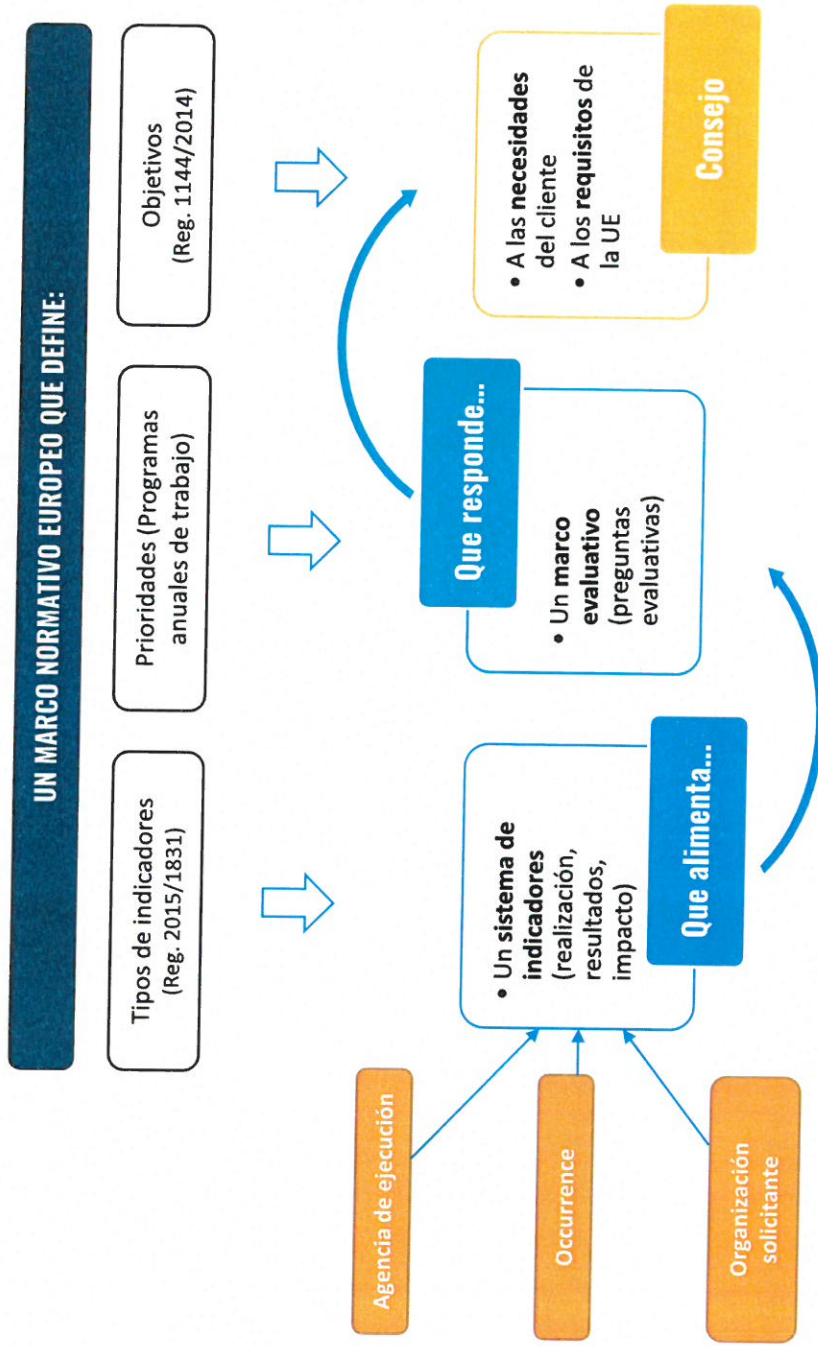 UN MARCO NORMATIVO EUROPEO QUE DEFINE:
Tipos de indicadores
(Reg. 2015/1831)
Prioridades (Programas
anuales de trabajo)
Objetivos
(Reg. 1144/2014)
Agencia de ejecución
Occurrence
Organización
solicitante
• Un sistema de
indicadores
(realización,
resultados,
impacto)
Que alimenta...
Que responde...
• Un marco
evaluativo
(preguntas
evaluativas)
• A las necesidades
del cliente
• A los requisitos de
la UE
Consejo